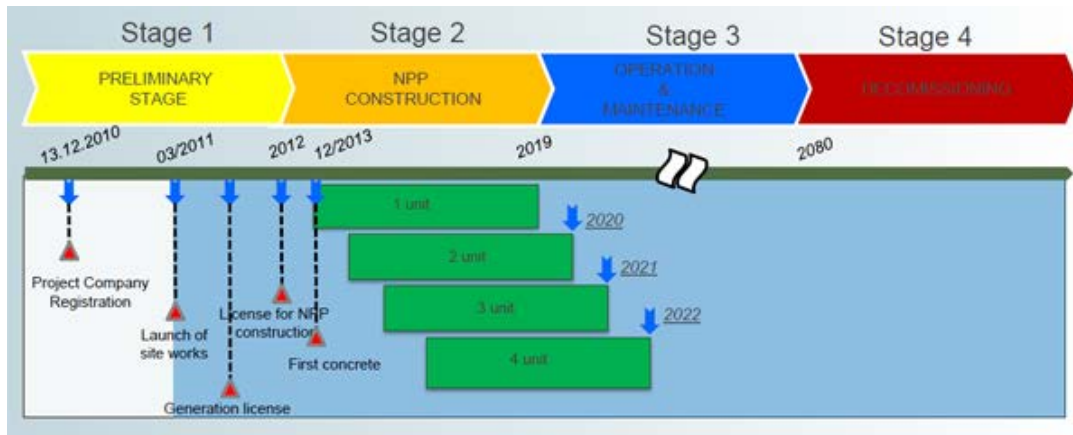 Stage 1
Stage 2
Stage 3
Stage 4
PRELIMINARY
STAGE
NPP
CONSTRUCTION
OPERATION
&
MAINTENANCE
DECOMISSIONING
13.12.2010
03/2011
2012
12/2013
2019
2080
1 unit
2020
2 unit
2021
3 unit
2022
4 unit
Project Company
Registration
Launch of
site works
License for NPP
construction
First concrete
Generation license